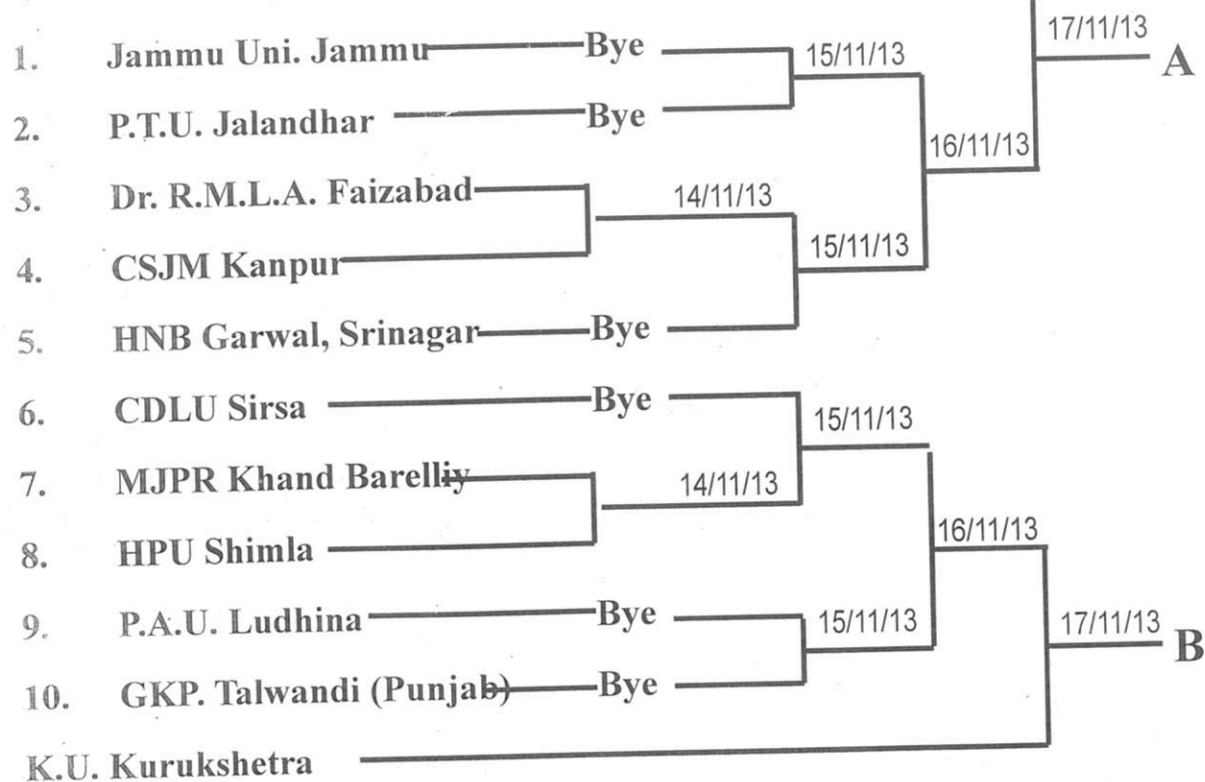 17/11/13
A
1. Jammu Uni. Jammu Bye 15/11/13
2. P.T.U. Jalandhar Bye
16/11/13
3. Dr. R.M.L.A. Faizabad 14/11/13
4. CSJM Kanpur 15/11/13
5. HNB Garwal, Srinagar Bye
6. CDLU Sirsa Bye 15/11/13
7. MJPR Khand Barelliy 14/11/13
8. HPU Shimla 16/11/13
9. P.A.U. Ludhina Bye 15/11/13 17/11/13
B
10. GKP. Talwandi (Punjab) Bye
K.U. Kurukshetra